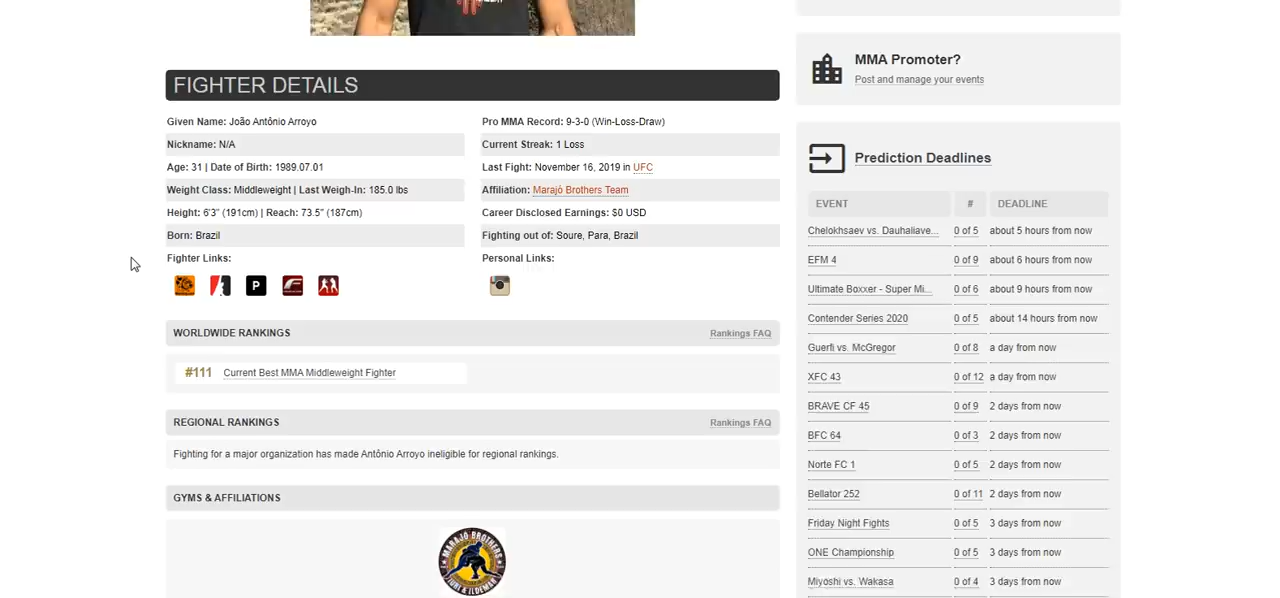 FIGHTER DETAILS
Given Name: João Antônio Arroyo
Nickname: N/A
Age: 31 | Date of Birth: 1989.07.01
Weight Class: Middleweight | Last Weigh-In: 185.0 lbs
Height: 6'3" (191cm) | Reach: 73.5" (187cm)
Born: Brazil
Fighter Links:
P
Pro MMA Record: 9-3-0 (Win-Loss-Draw)
Current Streak: 1 Loss
Last Fight: November 16, 2019 in UFC
Affiliation: Marajó Brothers Team
Career Disclosed Earnings: $0 USD
Fighting out of: Soure, Para, Brazil
Personal Links:
WORLDWIDE RANKINGS Rankings FAQ
#111 Current Best MMA Middleweight Fighter
REGIONAL RANKINGS Rankings FAQ
Fighting for a major organization has made Antônio Arroyo ineligible for regional rankings.
GYMS & AFFILIATIONS
MARAJÓ BROTHERS
IURI & ILDEMAR
MMA Promoter?
Post and manage your events
Prediction Deadlines
EVENT # DEADLINE
Chelokhsaev vs. Dauhaliave... 0 of 5 about 5 hours from now
EFM 4 0 of 9 about 6 hours from now
Ultimate Boxxer - Super Mi... 0 of 6 about 9 hours from now
Contender Series 2020 0 of 5 about 14 hours from now
Guerfi vs. McGregor 0 of 8 a day from now
XFC 43 0 of 12 a day from now
BRAVE CF 45 0 of 9 2 days from now
BFC 64 0 of 3 2 days from now
Norte FC 1 0 of 5 2 days from now
Bellator 252 0 of 11 2 days from now
Friday Night Fights 0 of 5 3 days from now
ONE Championship 0 of 5 3 days from now
Miyoshi vs. Wakasa 0 of 4 3 days from now